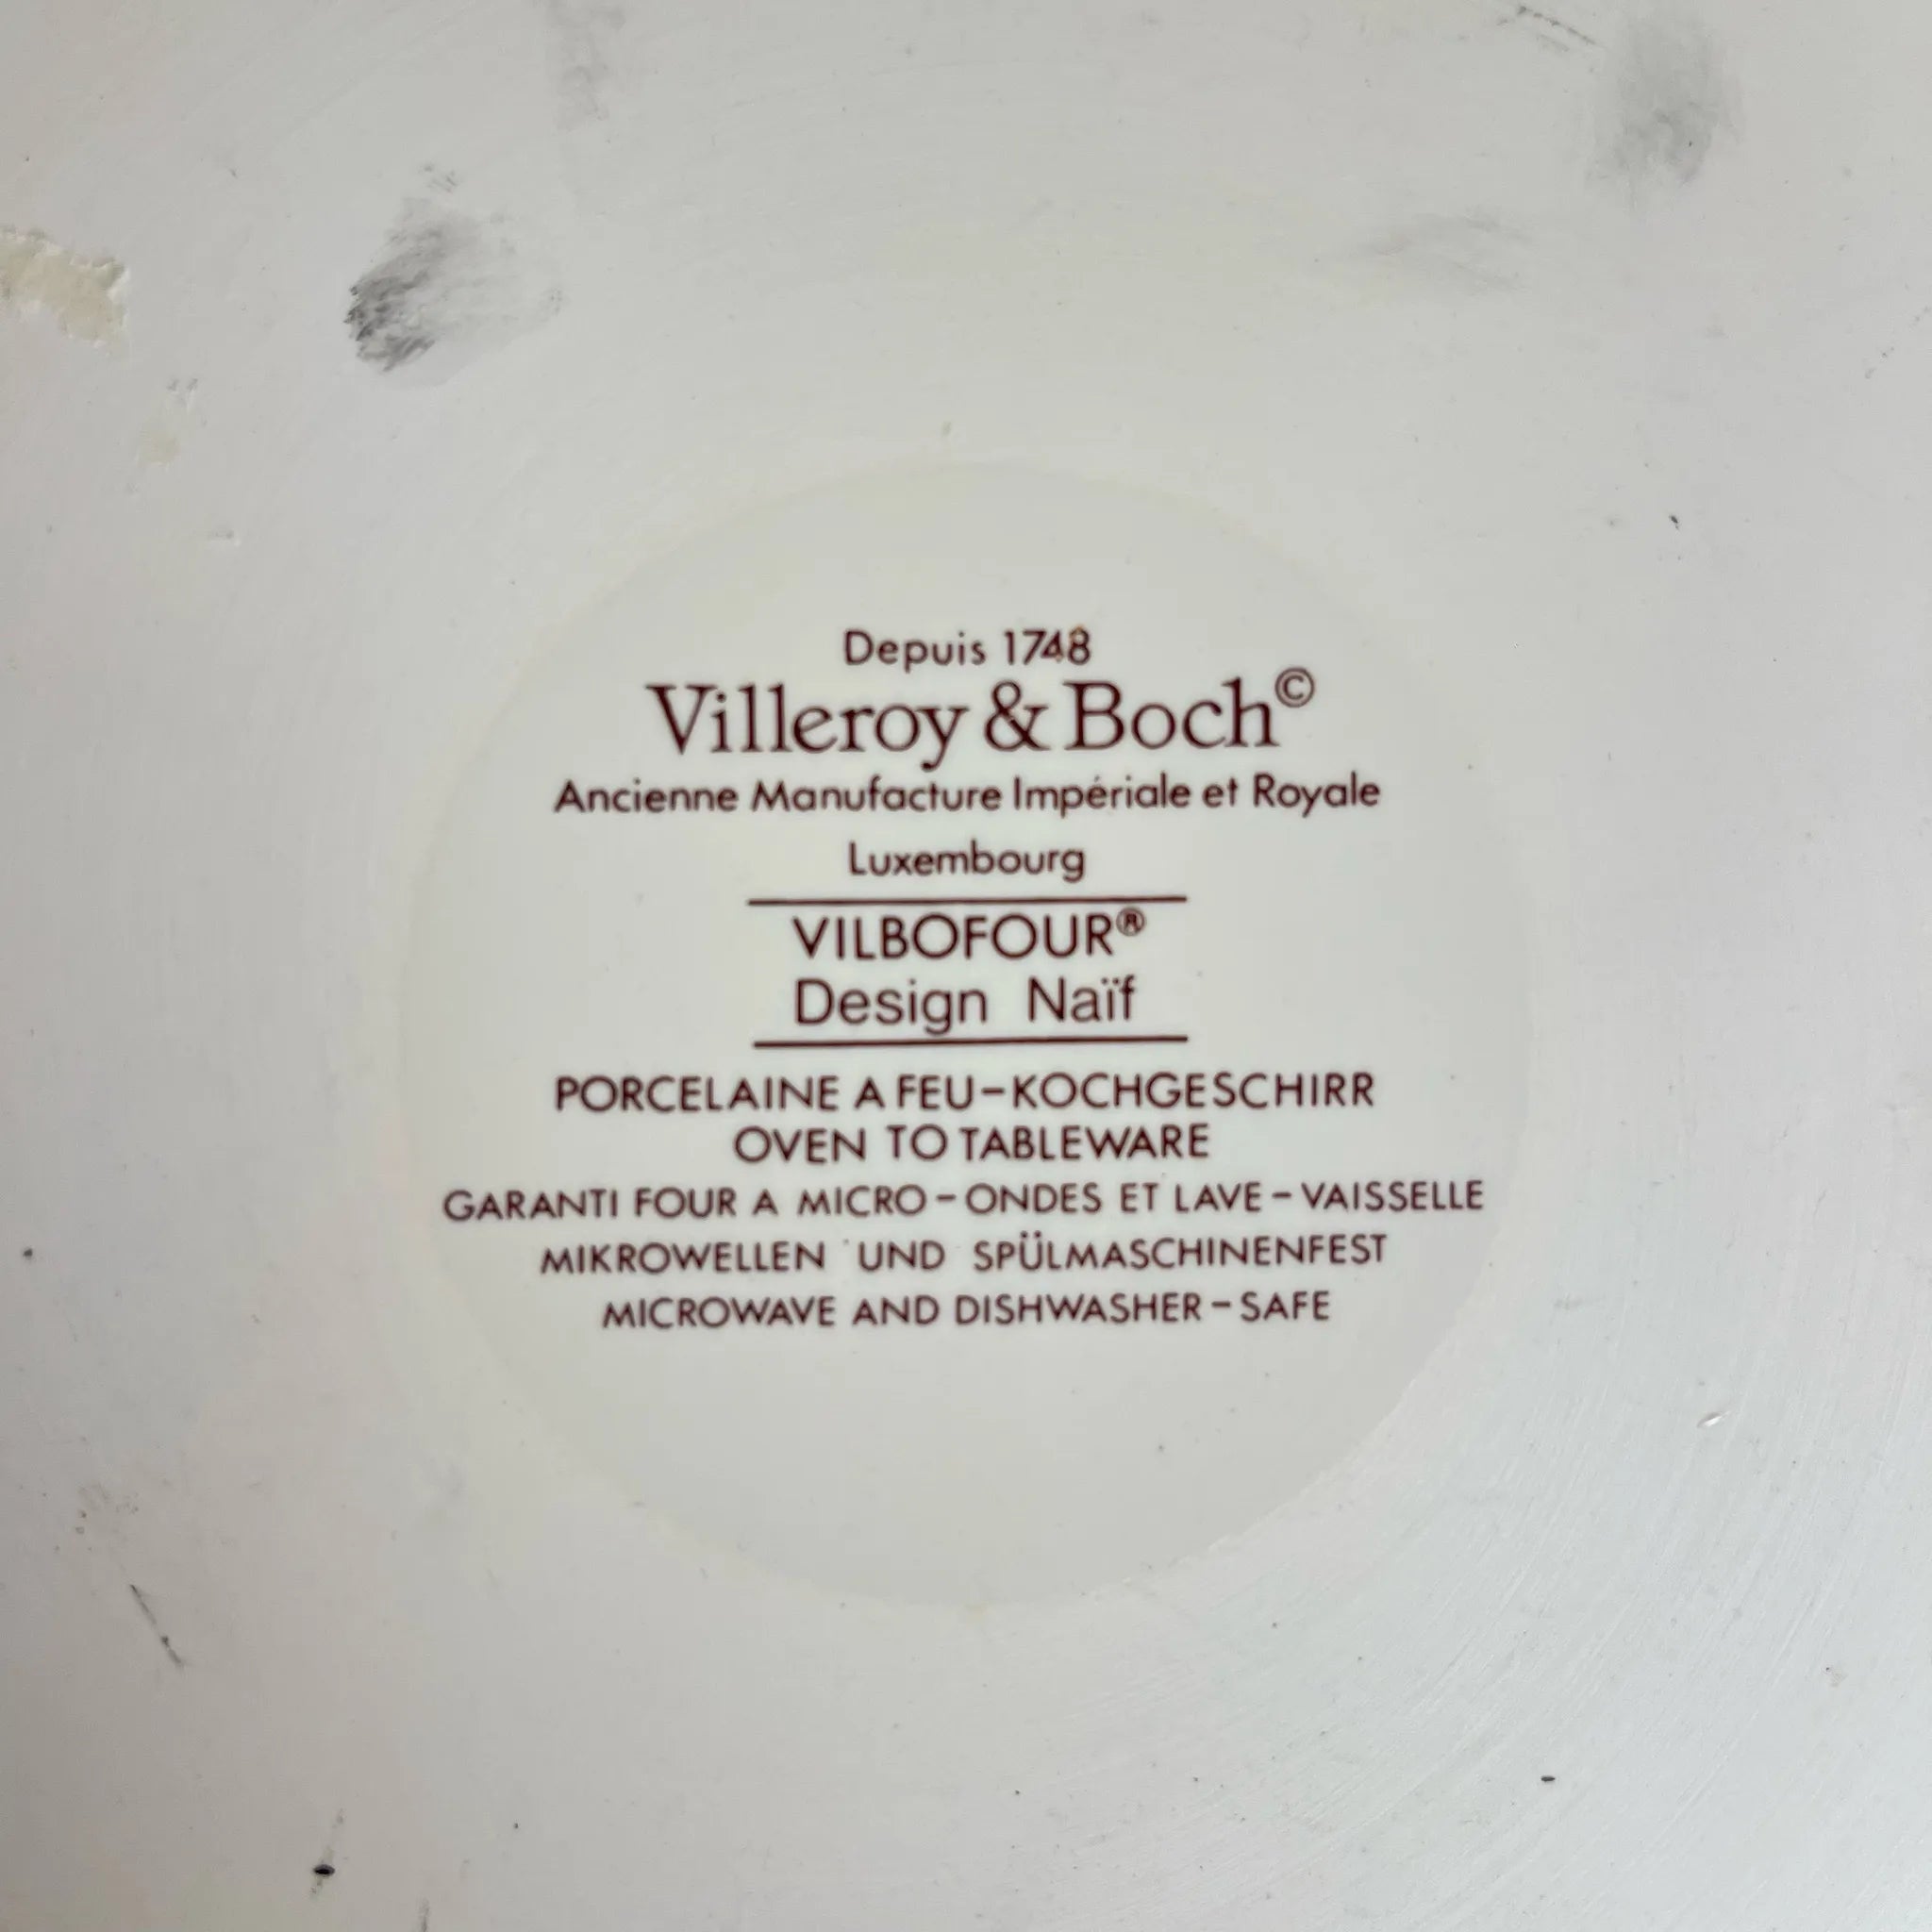 Depuis 1748
Villeroy & Boch©
Ancienne Manufacture Impériale et Royale
Luxembourg
VILBOFOUR®
Design Naïf
PORCELAINE A FEU-KOCHGESCHIRR
OVEN TO TABLEWARE
GARANTI FOUR A MICRO-ONDES ET LAVE-VAISSELLE
MIKROWELLEN UND SPÜLMASCHINENFEST
MICROWAVE AND DISHWASHER-SAFE